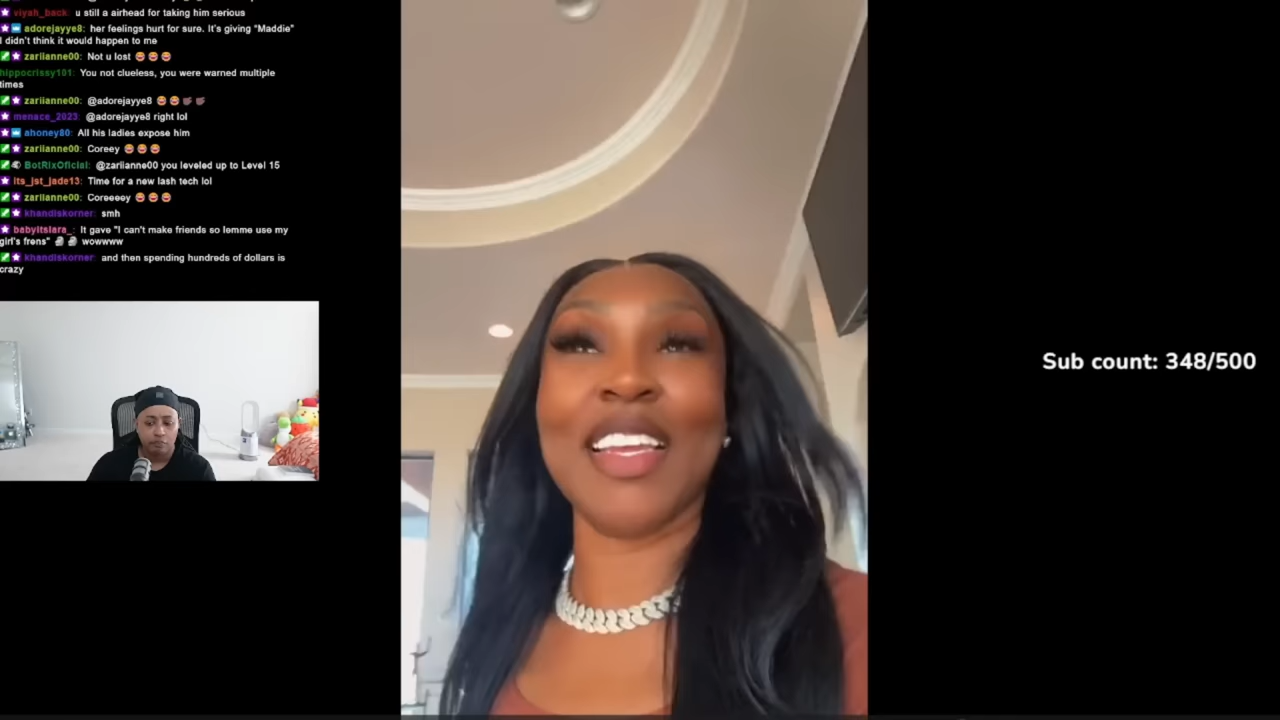 viyah_back: u still a airhead for taking him serious
adorejayye8: her feelings hurt for sure. It's giving "Maddie"
I didn't think it would happen to me
zariianne00: Not u lost
hippocrissy101: You not clueless, you were warned multiple
times
zariianne00: @adorejayye8
menace_2023: @adorejayye8 right lol
ahoney80: All his ladies expose him
zariianne00: Coreey
BotRixOficial: @zariianne00 you leveled up to Level 15
its_jst_jade13: Time for a new lash tech lol
zariianne00: Coreeeey
khandiskorner: smh
babyitslara_: It gave "I can't make friends so lemme use my
girl's frens" wowwww
khandiskorner: and then spending hundreds of dollars is
crazy
Sub count: 348/500